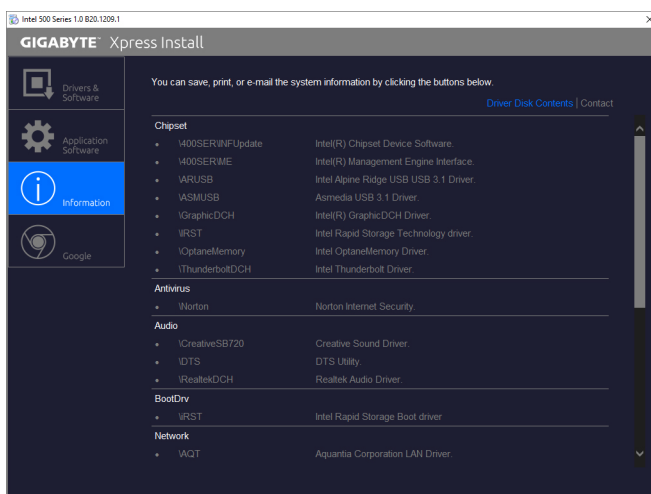 Intel 500 Series 1.0 B20.1209.1
GIGABYTE™ Xpress Install
Drivers &
Software
Application
Software
Information
Google
You can save, print, or e-mail the system information by clicking the buttons below.
Driver Disk Contents | Contact
Chipset
• \400SER\INFUpdate Intel(R) Chipset Device Software.
• \400SER\ME Intel(R) Management Engine Interface.
• \ARUSB Intel Alpine Ridge USB USB 3.1 Driver.
• \ASMUSB Asmedia USB 3.1 Driver.
• \GraphicDCH Intel(R) GraphicDCH Driver.
• \IRST Intel Rapid Storage Technology driver.
• \OptaneMemory Intel OptaneMemory Driver.
• \ThunderboltDCH Intel Thunderbolt Driver.
Antivirus
• \Norton Norton Internet Security.
Audio
• \CreativeSB720 Creative Sound Driver.
• \DTS DTS Utility.
• \RealtekDCH Realtek Audio Driver.
BootDrv
• \iRST Intel Rapid Storage Boot driver
Network
• \AQT Aquantia Corporation LAN Driver.